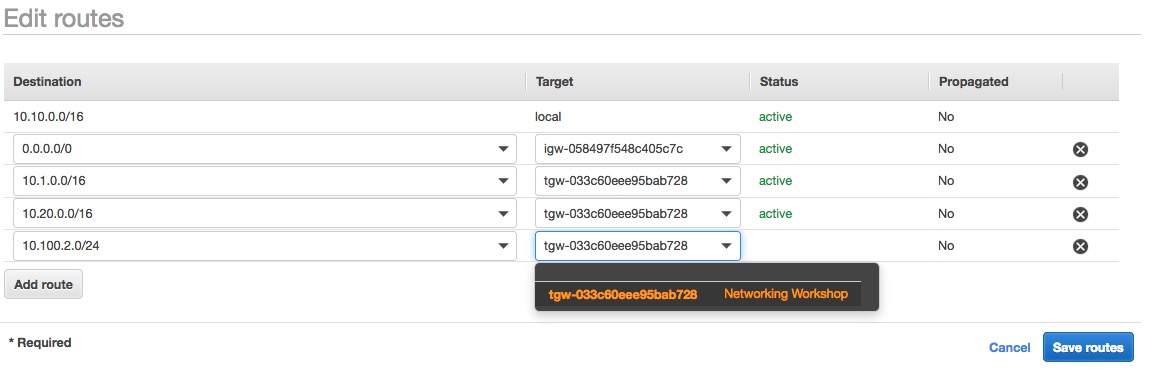 Edit routes
Destination Target Status Propagated
10.10.0.0/16 local active No
0.0.0.0/0 igw-058497f548c405c7c active No
10.1.0.0/16 tgw-033c60eee95bab728 active No
10.20.0.0/16 tgw-033c60eee95bab728 active No
10.100.2.0/24 tgw-033c60eee95bab728 No
Add route
tgw-033c60eee95bab728 Networking Workshop
* Required
Cancel Save routes